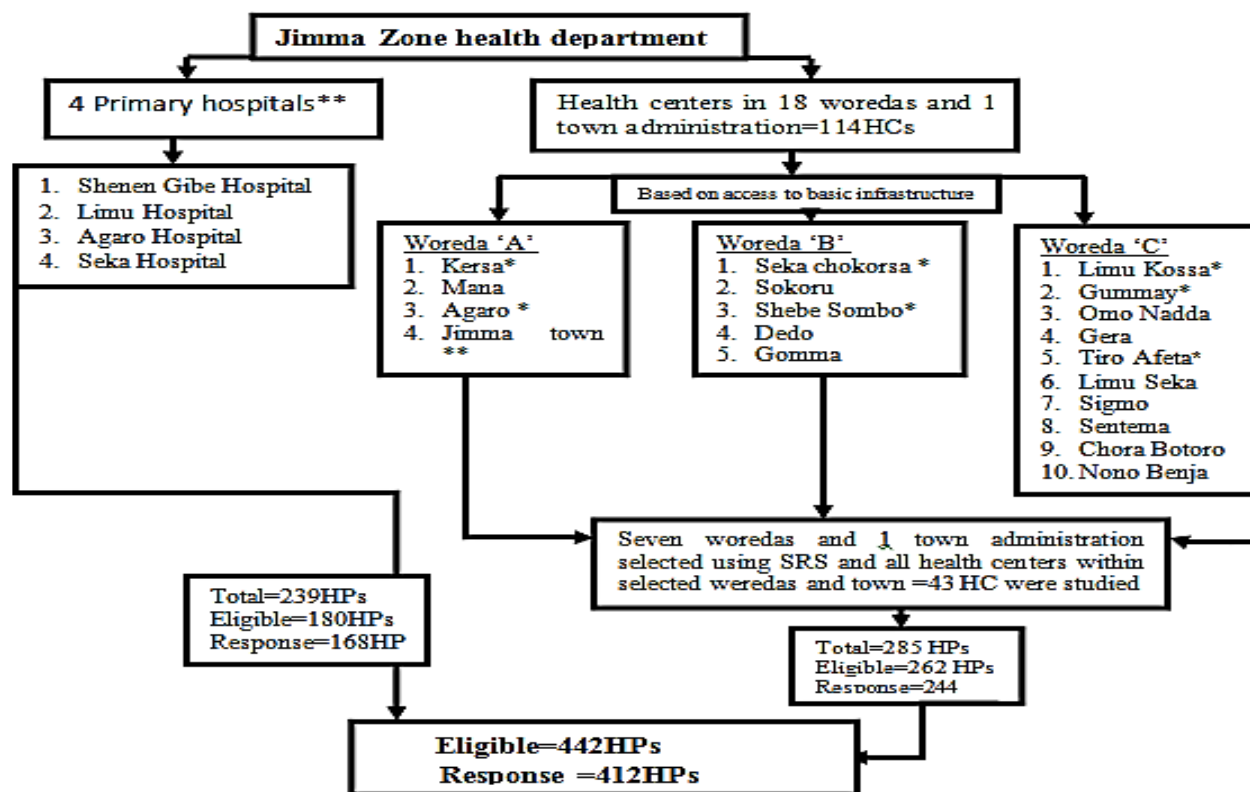 Jimma Zone health department
4 Primary hospitals**
Health centers in 18 woredas and 1
town administration=114HCs
1. Shenen Gibe Hospital
2. Limu Hospital
3. Agaro Hospital
4. Seka Hospital
Based on access to basic infrastructure
Woreda ‘A’
1. Kersa*
2. Mana
3. Agaro *
4. Jimma town
**
Woreda ‘B’
1. Seka chokorsa *
2. Sokoru
3. Shebe Sombo*
4. Dedo
5. Gomma
Woreda ‘C’
1. Limu Kossa*
2. Gummay*
3. Omo Nadda
4. Gera
5. Tiro Afeta*
6. Limu Seka
7. Sigmo
8. Sentema
9. Chora Botoro
10. Nono Benja
Seven woredas and 1 town administration
selected using SRS and all health centers within
selected weredas and town =43 HC were studied
Total=239HPs
Eligible=180HPs
Response=168HP
Total=285 HPs
Eligible=262 HPs
Response=244
Eligible=442HPs
Response =412HPs